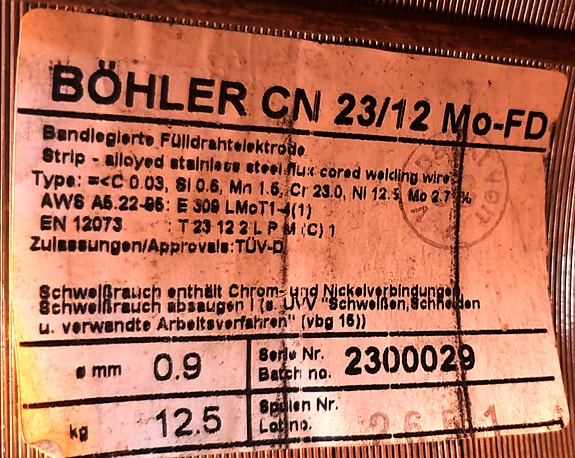 BÖHLER CN 23/12 Mo-FD
Bandlegierte Fülldrahtelektrode
Strip - alloyed stainless steel flux cored welding wire
Type: =<C 0.03, Si 0.6, Mn 1.5, Cr 23.0, Ni 12.5, Mo 2.7 %
AWS A5.22-95: E 309 LMoT1-4(1)
EN 12073 : T 23 12 2 L P M (C) 1
Zulassungen/Approvals:TÜV-D
Schweißrauch enthält Chrom- und Nickelverbindungen
Schweißrauch absaugen ! (s. UVV "Schweißen,Schneiden
u. verwandte Arbeitsverfahren" (vbg 15))
ø mm 0.9 Serie Nr. 2300029
Batch no.
kg 12.5 Spulen Nr.
Lot no.